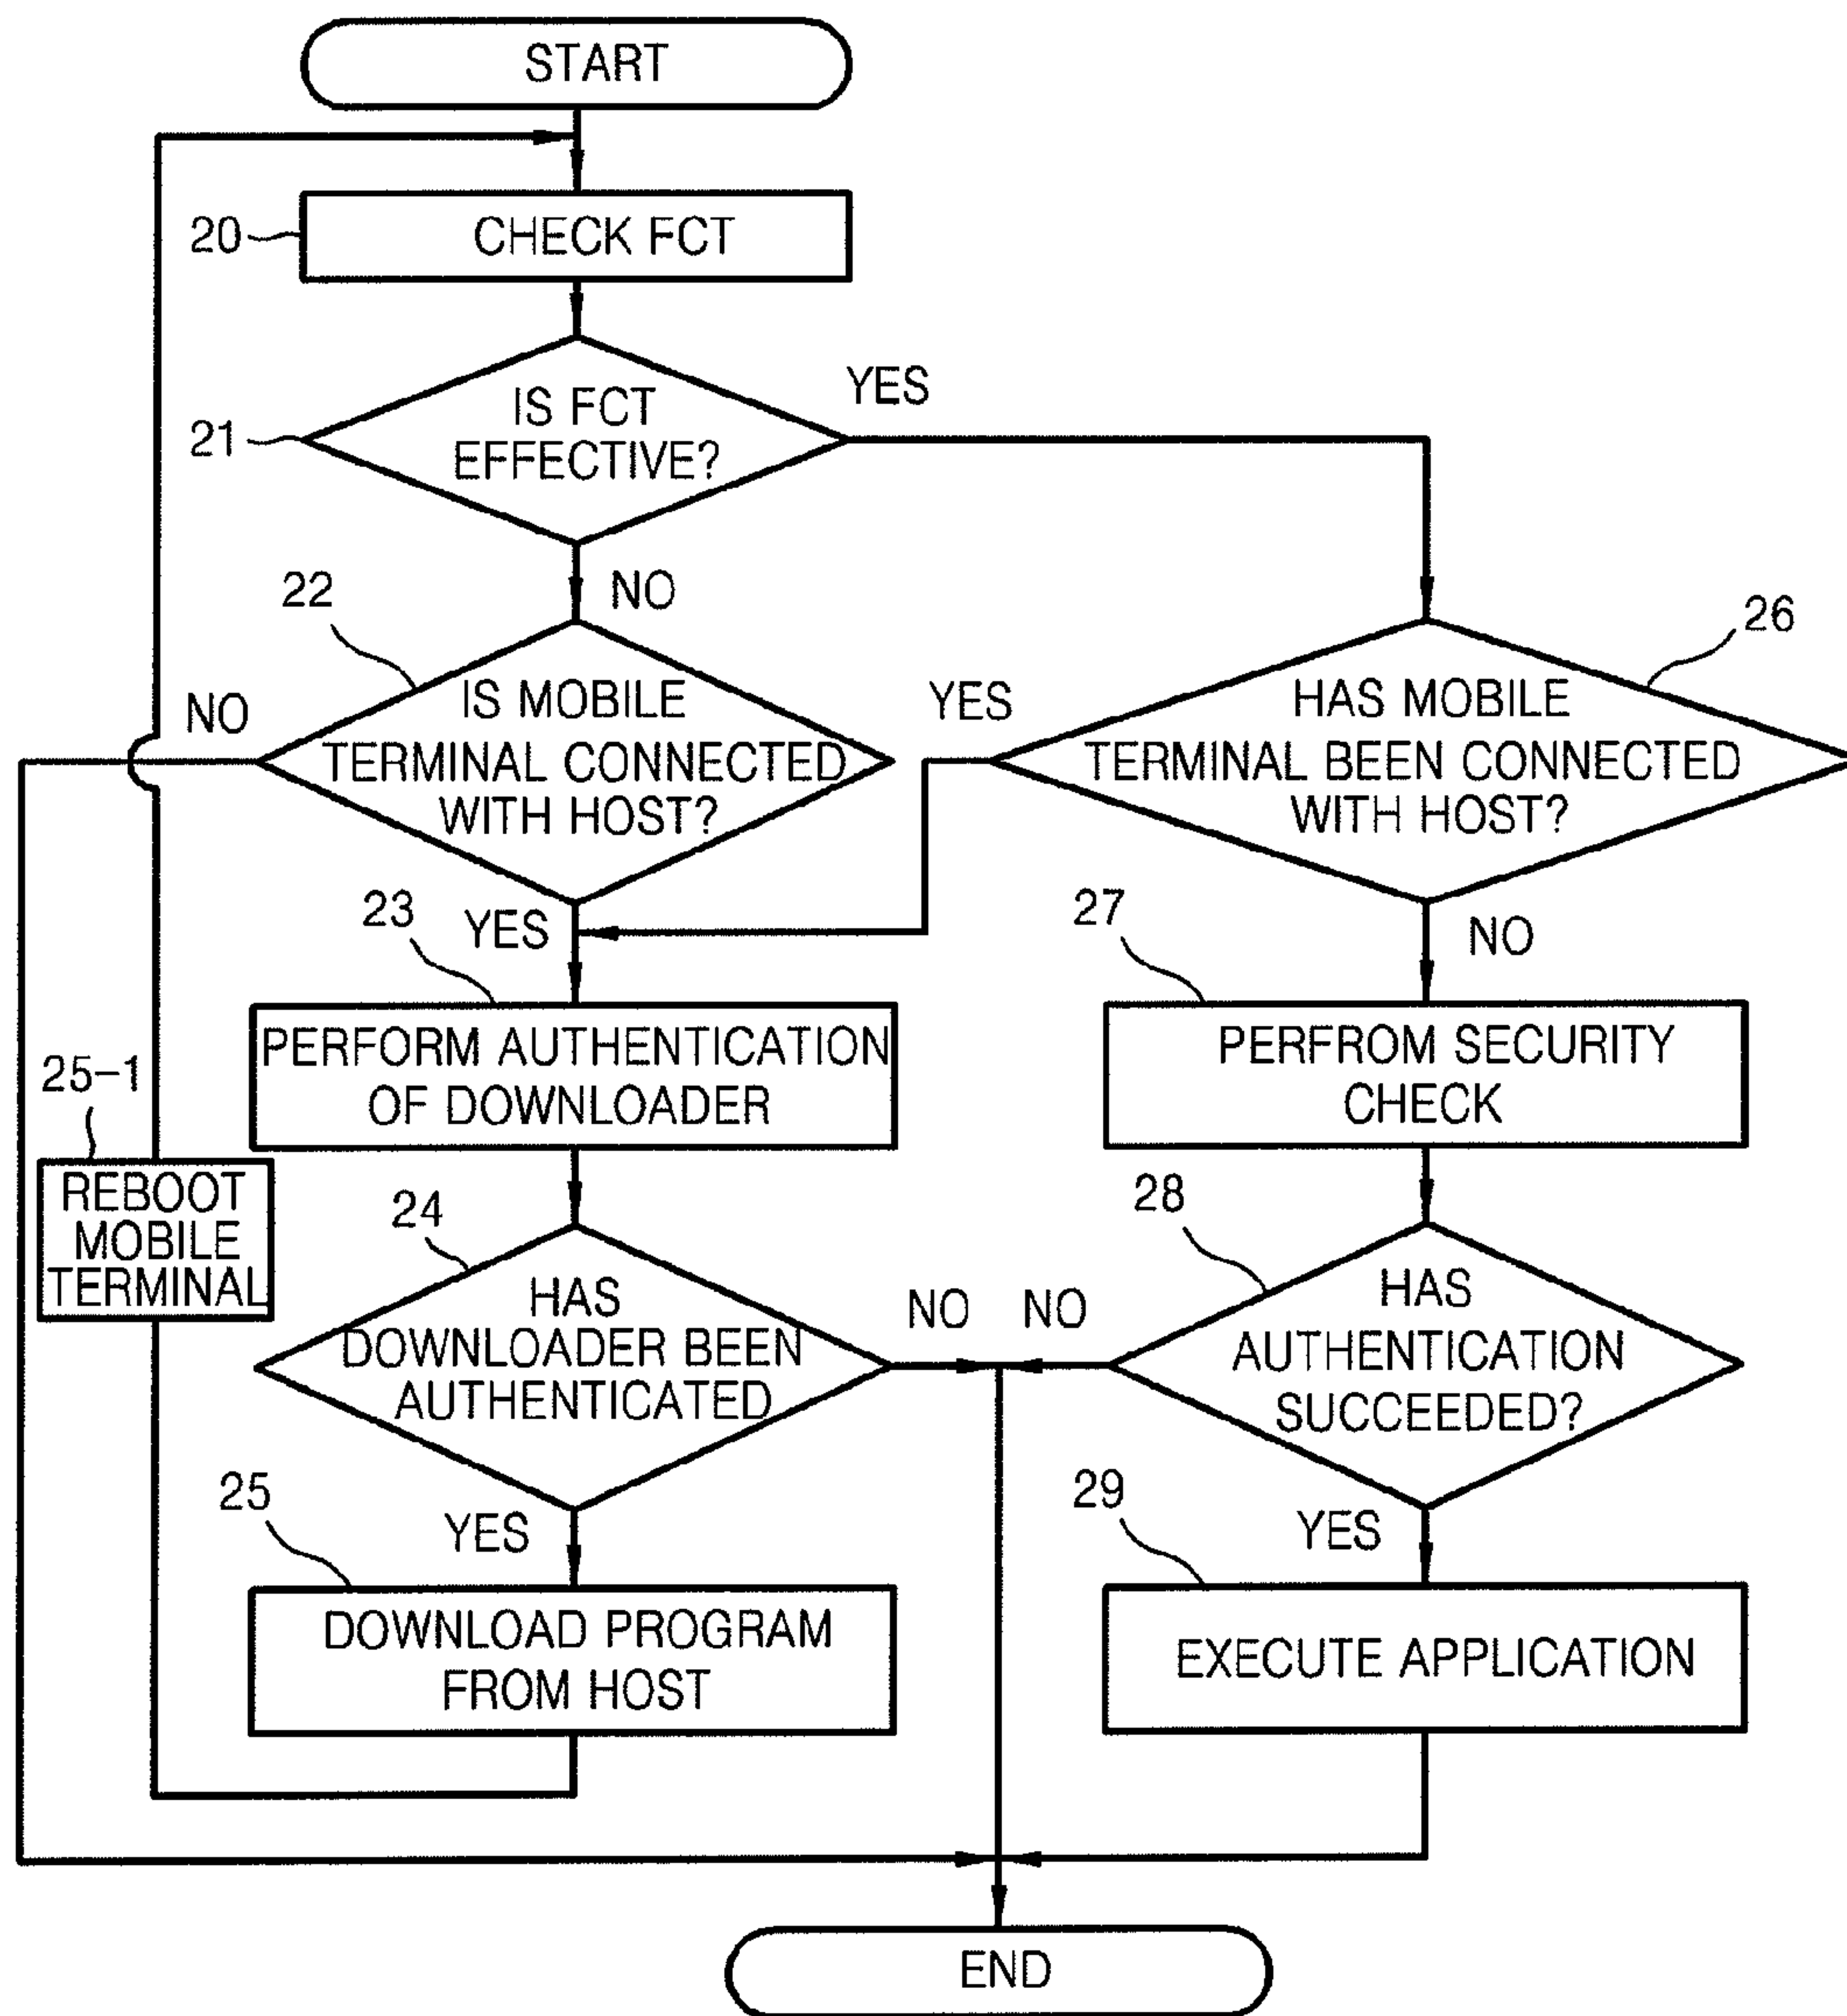 START
20
CHECK FCT
21
IS FCT
EFFECTIVE?
YES
NO
22
IS MOBILE
TERMINAL CONNECTED
WITH HOST?
NO
YES
26
HAS MOBILE
TERMINAL BEEN CONNECTED
WITH HOST?
YES
NO
23
PERFORM AUTHENTICATION
OF DOWNLOADER
27
PERFROM SECURITY
CHECK
25-1
REBOOT
MOBILE
TERMINAL
24
HAS
DOWNLOADER BEEN
AUTHENTICATED
NO
YES
28
HAS
AUTHENTICATION
SUCCEEDED?
NO
YES
25
DOWNLOAD PROGRAM
FROM HOST
29
EXECUTE APPLICATION
END